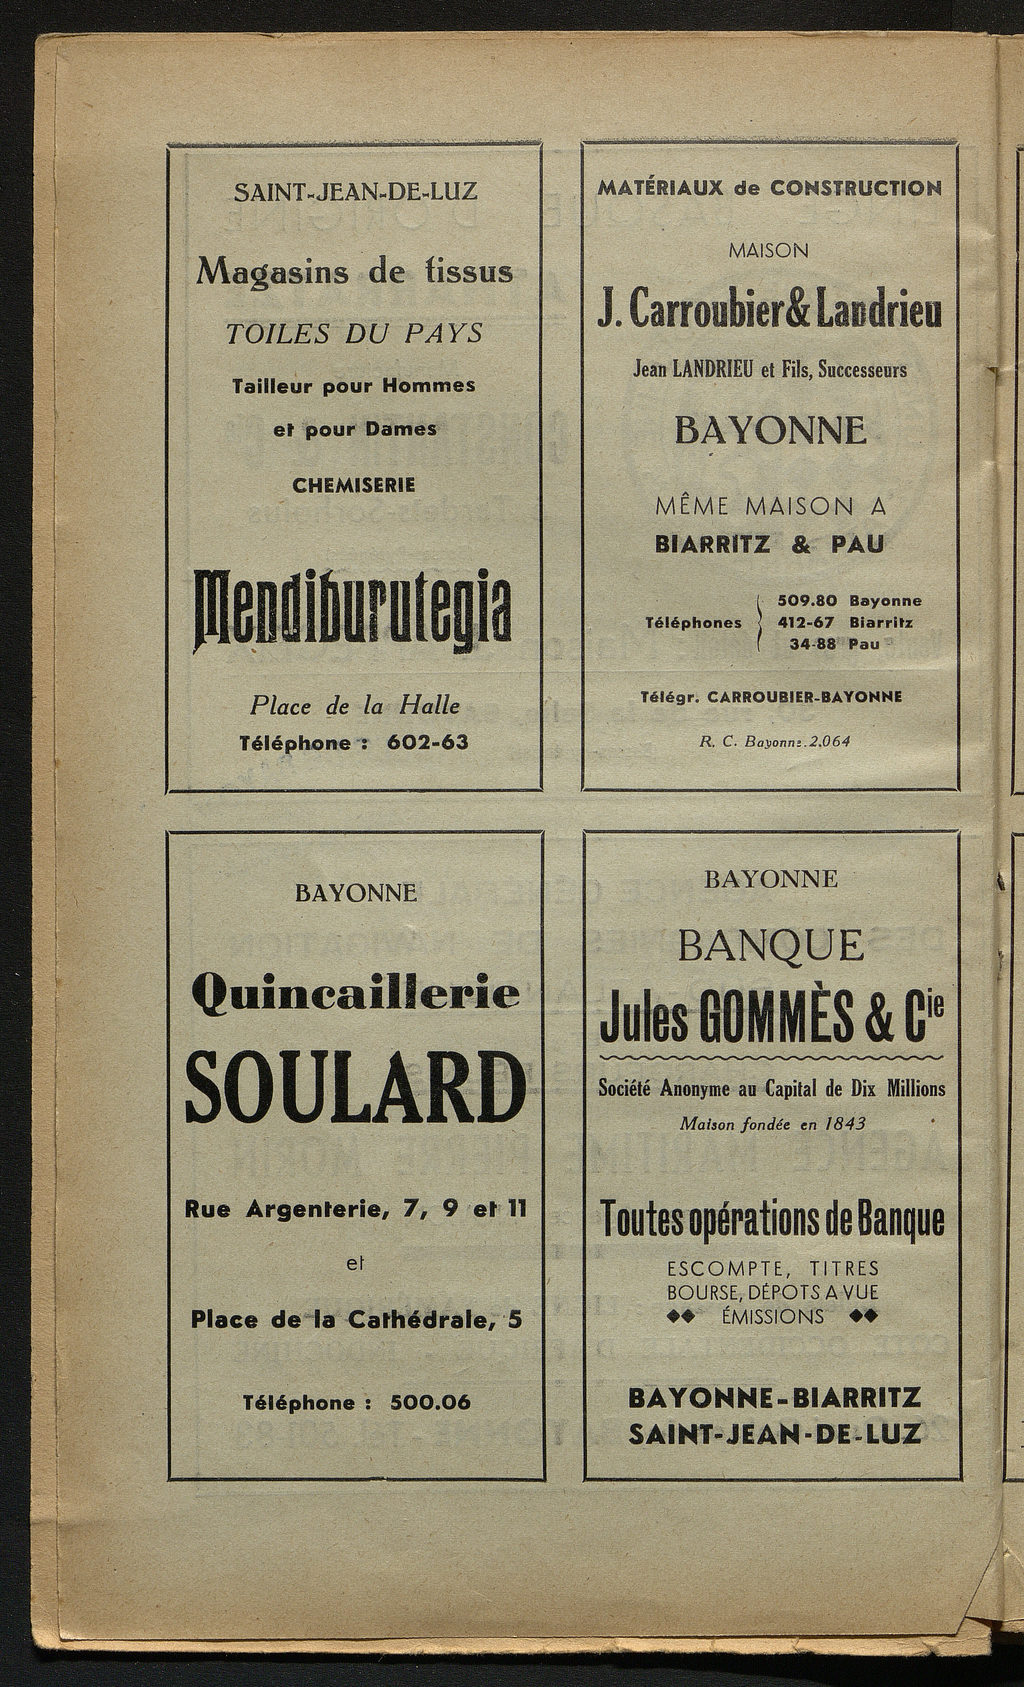 SAINT-JEAN-DE-LUZ
Magasins de tissus
TOILES DU PAYS
Tailleur pour Hommes
et pour Dames
CHEMISERIE
Mendiburutegia
Place de la Halle
Téléphone : 602-63
MATÉRIAUX de CONSTRUCTION
MAISON
J. Carroubier & Landrieu
Jean LANDRIEU et Fils, Successeurs
BAYONNE
MÊME MAISON A
BIARRITZ & PAU
Téléphones
509.80 Bayonne
412-67 Biarritz
34-88 Pau
Télégr. CARROUBIER-BAYONNE
R. C. Bayonne.2.064
BAYONNE
Quincaillerie
SOULARD
Rue Argenterie, 7, 9 et 11
et
Place de la Cathédrale, 5
Téléphone : 500.06
BAYONNE
BANQUE
Jules GOMMÈS & Cie
Société Anonyme au Capital de Dix Millions
Maison fondée en 1843
Toutes opérations de Banque
ESCOMPTE, TITRES
BOURSE, DÉPOTS A VUE
◆◆ ÉMISSIONS ◆◆
BAYONNE-BIARRITZ
SAINT-JEAN-DE-LUZ